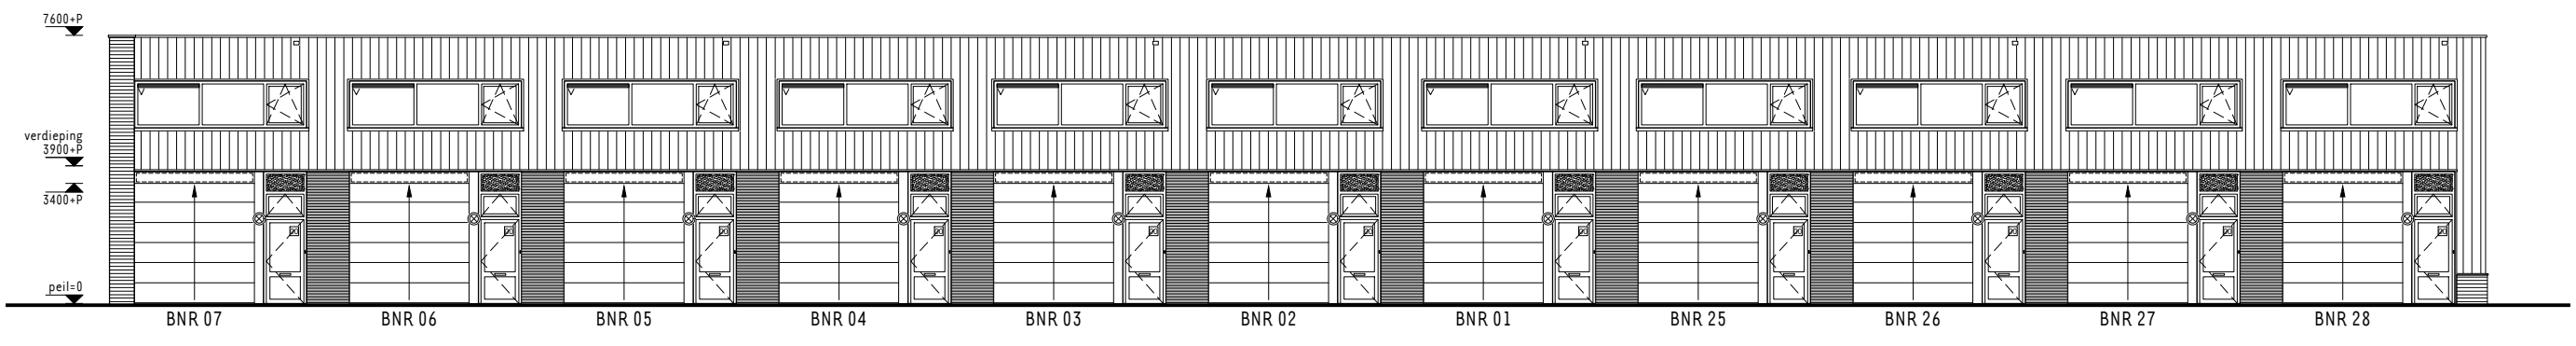 7600+P
verdieping
3900+P
3400+P
peil=0
BNR 07 BNR 06 BNR 05 BNR 04 BNR 03 BNR 02 BNR 01 BNR 25 BNR 26 BNR 27 BNR 28